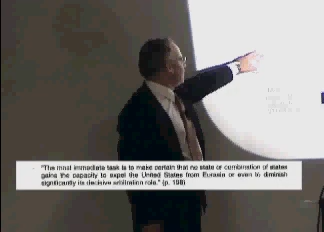 - "The most immediate task is to make certain that no state or combination of states
gains the capacity to expel the United States from Eurasia or even to diminish
significantly its decisive arbitration role." (p. 198)